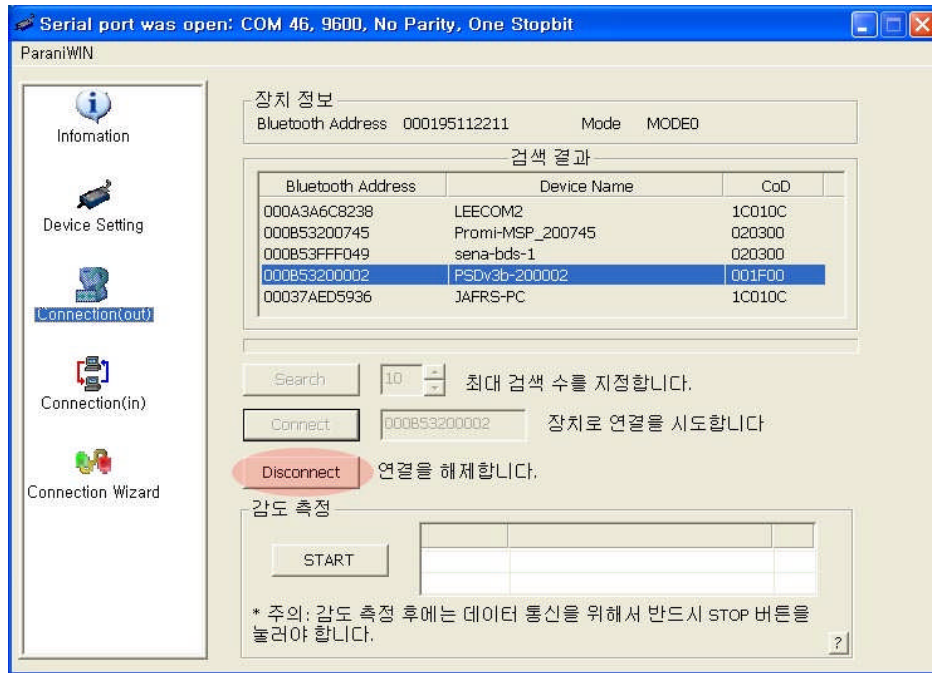 Serial port was open: COM 46, 9600, No Parity, One Stopbit
ParaniWIN
Infomation
Device Setting
Connection(out)
Connection(in)
Connection Wizard
장치 정보
Bluetooth Address 000195112211 Mode MODE0
검색 결과
Bluetooth Address Device Name CoD
000A3A6C8238 LEECOM2 1C010C
000B53200745 Promi-MSP_200745 020300
000B53FFF049 sena-bds-1 020300
000B53200002 PSDv3b-200002 001F00
00037AED5936 JAFRS-PC 1C010C
Search 10 최대 검색 수를 지정합니다.
Connect 000B53200002 장치로 연결을 시도합니다
Disconnect 연결을 해제합니다.
감도 측정
START
* 주의: 감도 측정 후에는 데이터 통신을 위해서 반드시 STOP 버튼을
눌러야 합니다.
?